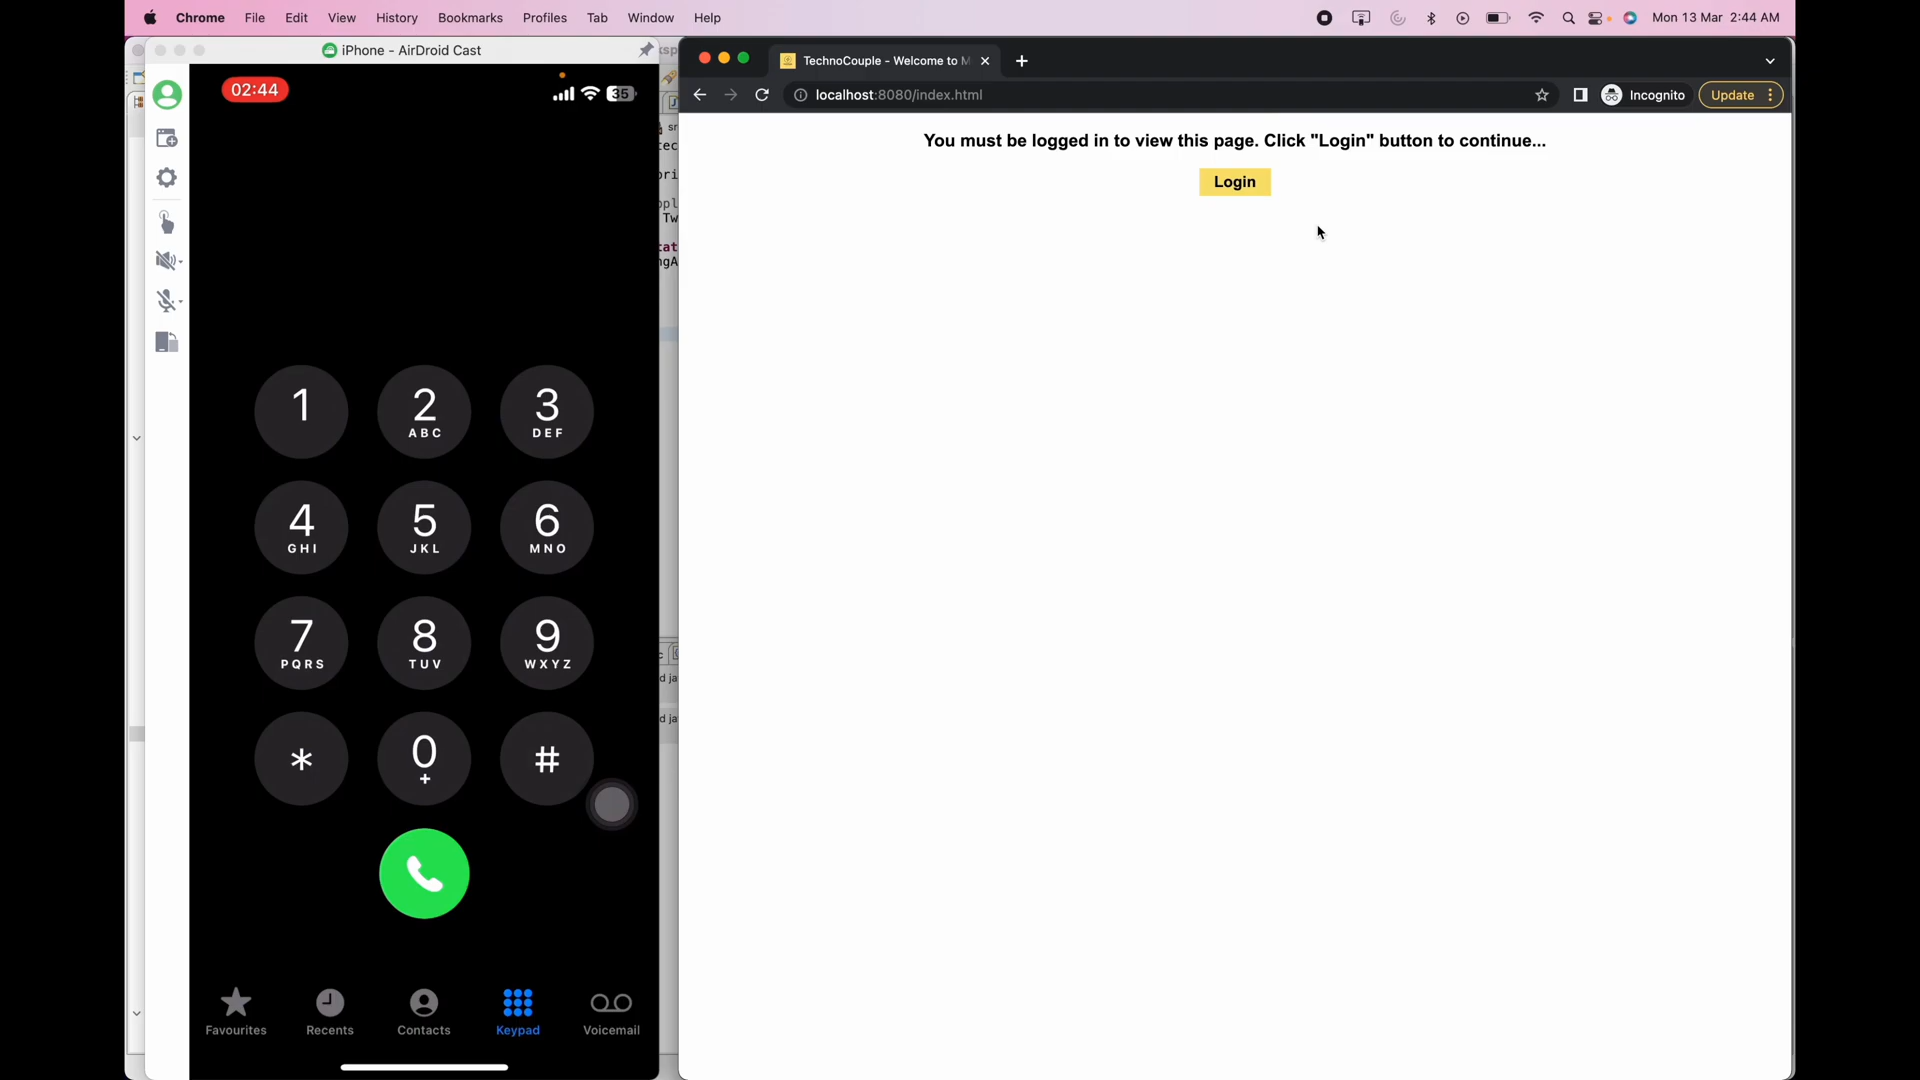 Chrome File Edit View History Bookmarks Profiles Tab Window Help
Mon 13 Mar 2:44 AM
iPhone - AirDroid Cast
TechnoCouple - Welcome to M
localhost:8080/index.html
Incognito
Update
02:44
35
You must be logged in to view this page. Click "Login" button to continue...
Login
1
2
ABC
3
DEF
4
GHI
5
JKL
6
MNO
7
PQRS
8
TUV
9
WXYZ
*
0
+
#
Favourites Recents Contacts Keypad Voicemail